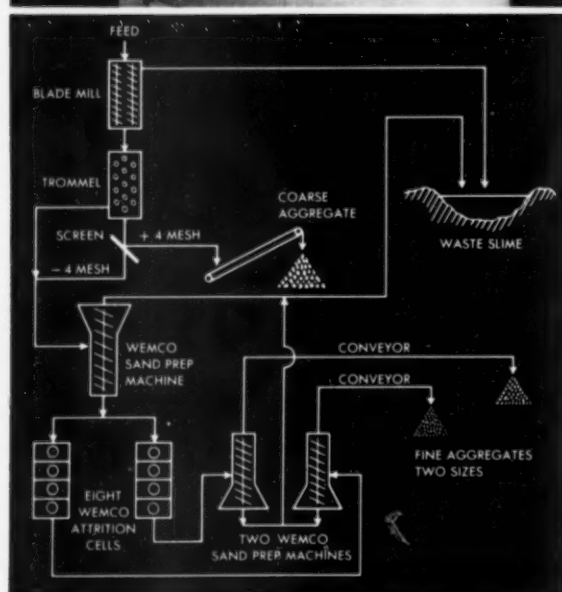 FEED
BLADE MILL
TROMMEL
SCREEN
+ 4 MESH
COARSE
AGGREGATE
WASTE SLIME
- 4 MESH
WEMCO
SAND PREP
MACHINE
CONVEYOR
CONVEYOR
FINE AGGREGATES
TWO SIZES
EIGHT
WEMCO
ATTRITION
CELLS
TWO WEMCO
SAND PREP MACHINES